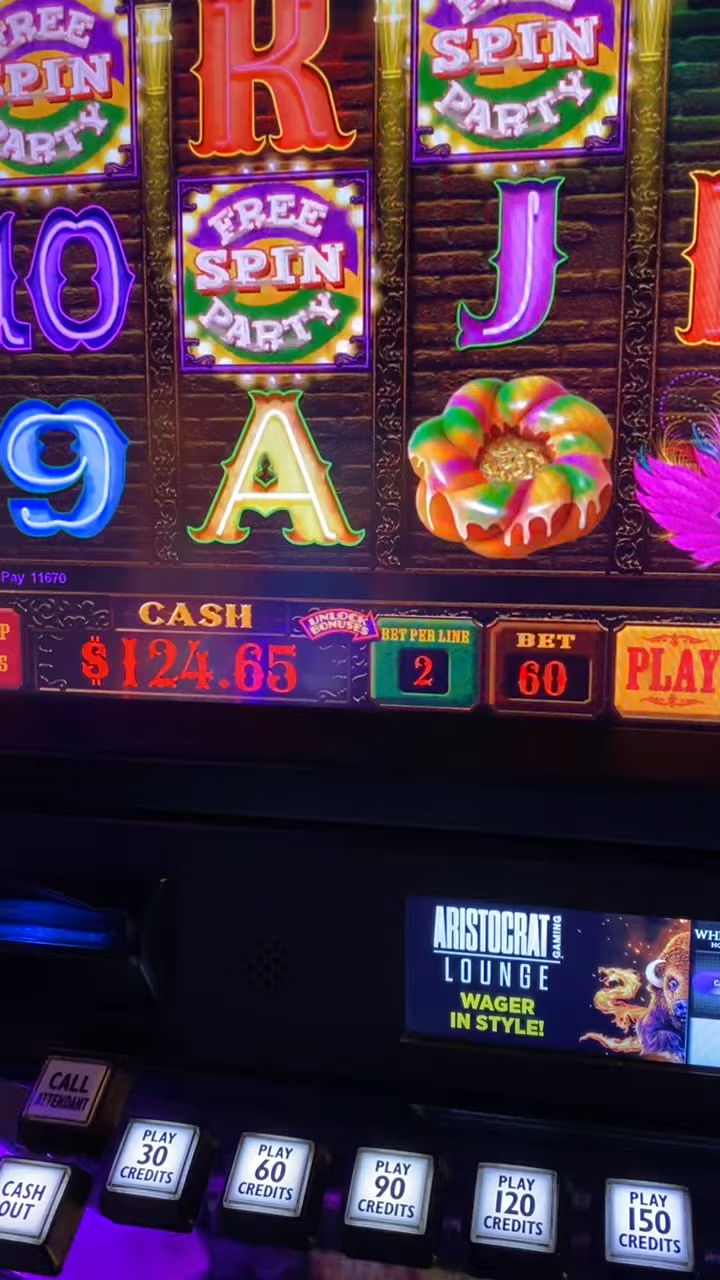 FREE
SPIN
PARTY
K
FREE
SPIN
PARTY
10
FREE
SPIN
PARTY
J
9
A
Pay 11670
CASH
$124.65
UNLOCK
BONUSES
BET PER LINE
2
BET
60
PLAY
ARISTOCRAT
GAMING
LOUNGE
WAGER
IN STYLE!
CALL
ATTENDANT
CASH
OUT
PLAY
30
CREDITS
PLAY
60
CREDITS
PLAY
90
CREDITS
PLAY
120
CREDITS
PLAY
150
CREDITS